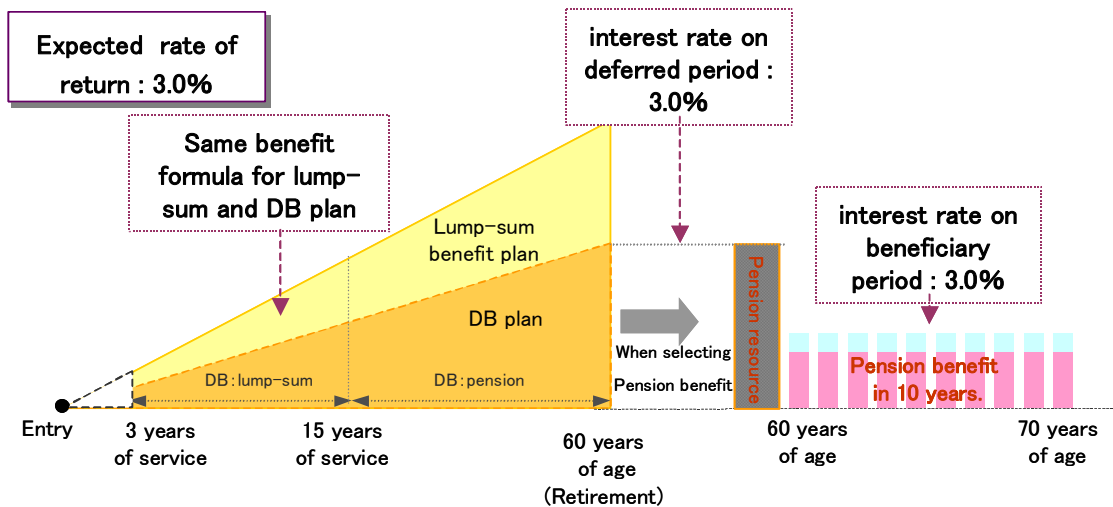 Expected rate of
return : 3.0%
interest rate on
deferred period :
3.0%
Same benefit
formula for lump-
sum and DB plan
interest rate on
beneficiary
period : 3.0%
Lump-sum
benefit plan
DB plan
Pension resource
When selecting
Pension benefit
Pension benefit
in 10 years.
DB:lump-sum
DB:pension
Entry
3 years
of service
15 years
of service
60 years
of age
(Retirement)
60 years
of age
70 years
of age